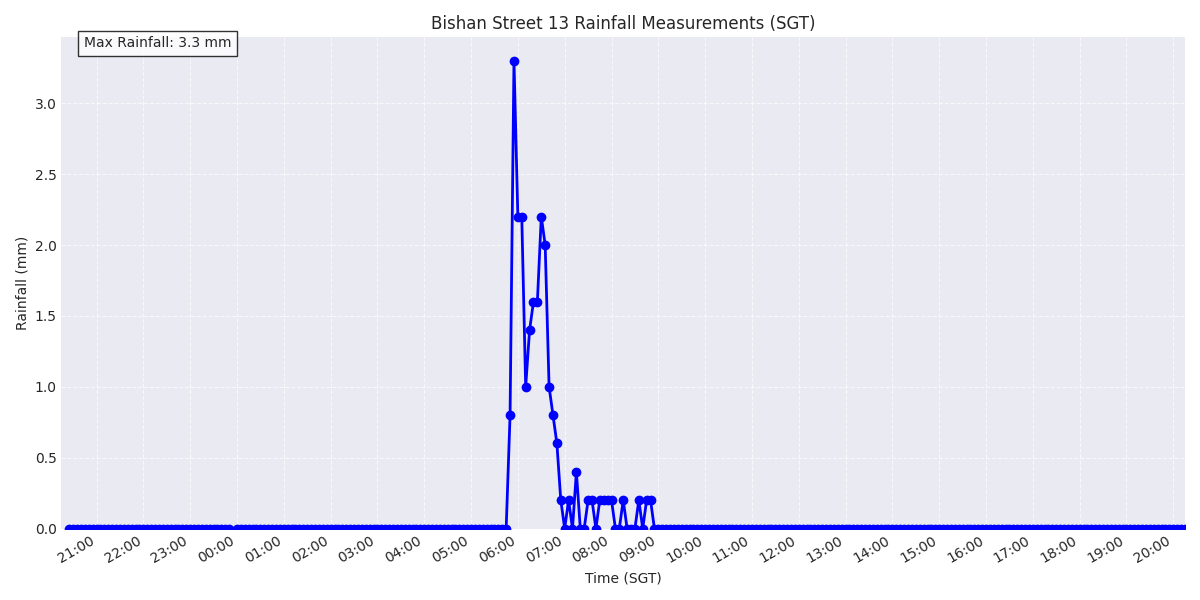 Bishan Street 13 Rainfall Measurements (SGT)
Max Rainfall: 3.3 mm
Rainfall (mm)
3.0
2.5
2.0
1.5
1.0
0.5
0.0
21:00 22:00 23:00 00:00 01:00 02:00 03:00 04:00 05:00 06:00 07:00 08:00 09:00 10:00 11:00 12:00 13:00 14:00 15:00 16:00 17:00 18:00 19:00 20:00
Time (SGT)